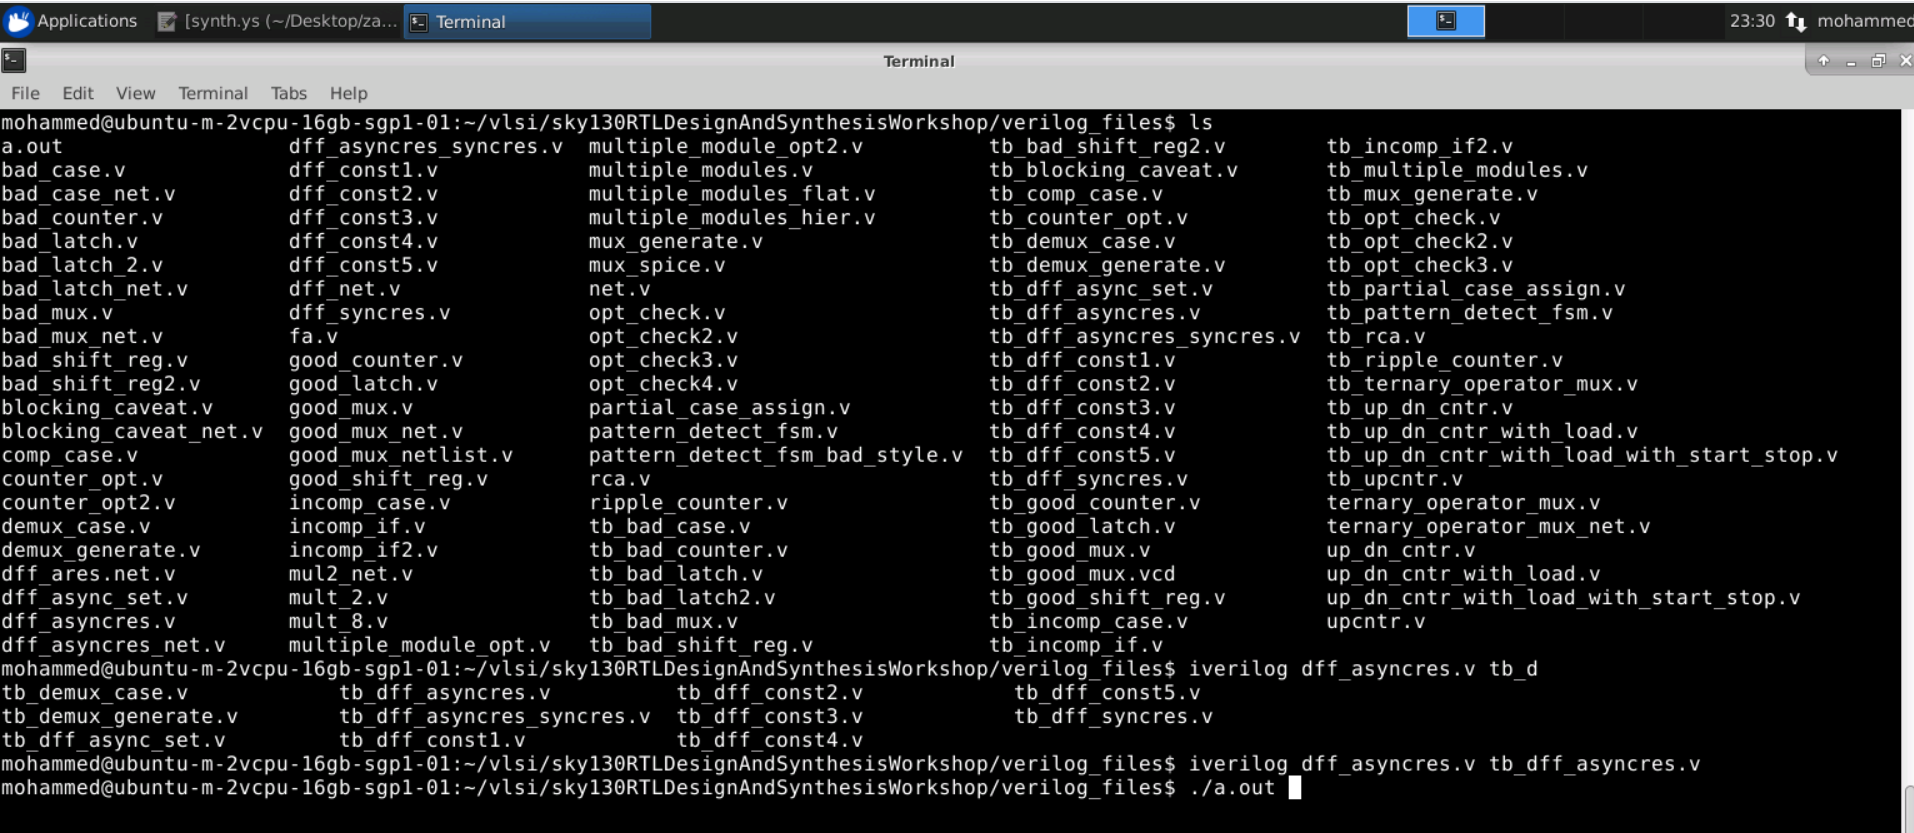 Applications [synth.ys (~/Desktop/za... Terminal 23:30 mohammed
Terminal
File Edit View Terminal Tabs Help
mohammed@ubuntu-m-2vcpu-16gb-sgp1-01:~/vlsi/sky130RTLDesignAndSynthesisWorkshop/verilog_files$ ls
a.out dff_asyncres_syncres.v multiple_module_opt2.v tb_bad_shift_reg2.v tb_incomp_if2.v
bad_case.v dff_const1.v multiple_modules.v tb_blocking_caveat.v tb_multiple_modules.v
bad_case_net.v dff_const2.v multiple_modules_flat.v tb_comp_case.v tb_mux_generate.v
bad_counter.v dff_const3.v multiple_modules_hier.v tb_counter_opt.v tb_opt_check.v
bad_latch.v dff_const4.v mux_generate.v tb_demux_case.v tb_opt_check2.v
bad_latch_2.v dff_const5.v mux_spice.v tb_demux_generate.v tb_opt_check3.v
bad_latch_net.v dff_net.v net.v tb_dff_async_set.v tb_partial_case_assign.v
bad_mux.v dff_syncres.v opt_check.v tb_dff_asyncres.v tb_pattern_detect_fsm.v
bad_mux_net.v fa.v opt_check2.v tb_dff_asyncres_syncres.v tb_rca.v
bad_shift_reg.v good_counter.v opt_check3.v tb_dff_const1.v tb_ripple_counter.v
bad_shift_reg2.v good_latch.v opt_check4.v tb_dff_const2.v tb_ternary_operator_mux.v
blocking_caveat.v good_mux.v partial_case_assign.v tb_dff_const3.v tb_up_dn_cntr.v
blocking_caveat_net.v good_mux_net.v pattern_detect_fsm.v tb_dff_const4.v tb_up_dn_cntr_with_load.v
comp_case.v good_mux_netlist.v pattern_detect_fsm_bad_style.v tb_dff_const5.v tb_up_dn_cntr_with_load_with_start_stop.v
counter_opt.v good_shift_reg.v rca.v tb_dff_syncres.v tb_upcntr.v
counter_opt2.v incomp_case.v ripple_counter.v tb_good_counter.v ternary_operator_mux.v
demux_case.v incomp_if.v tb_bad_case.v tb_good_latch.v ternary_operator_mux_net.v
demux_generate.v incomp_if2.v tb_bad_counter.v tb_good_mux.v up_dn_cntr.v
dff_ares.net.v mul2_net.v tb_bad_latch.v tb_good_mux.vcd up_dn_cntr_with_load.v
dff_async_set.v mult_2.v tb_bad_latch2.v tb_good_shift_reg.v up_dn_cntr_with_load_with_start_stop.v
dff_asyncres.v mult_8.v tb_bad_mux.v tb_incomp_case.v upcntr.v
dff_asyncres_net.v multiple_module_opt.v tb_bad_shift_reg.v tb_incomp_if.v
mohammed@ubuntu-m-2vcpu-16gb-sgp1-01:~/vlsi/sky130RTLDesignAndSynthesisWorkshop/verilog_files$ iverilog dff_asyncres.v tb_d
tb_demux_case.v tb_dff_asyncres.v tb_dff_const2.v tb_dff_const5.v
tb_demux_generate.v tb_dff_asyncres_syncres.v tb_dff_const3.v tb_dff_syncres.v
tb_dff_async_set.v tb_dff_const1.v tb_dff_const4.v
mohammed@ubuntu-m-2vcpu-16gb-sgp1-01:~/vlsi/sky130RTLDesignAndSynthesisWorkshop/verilog_files$ iverilog dff_asyncres.v tb_dff_asyncres.v
mohammed@ubuntu-m-2vcpu-16gb-sgp1-01:~/vlsi/sky130RTLDesignAndSynthesisWorkshop/verilog_files$ ./a.out